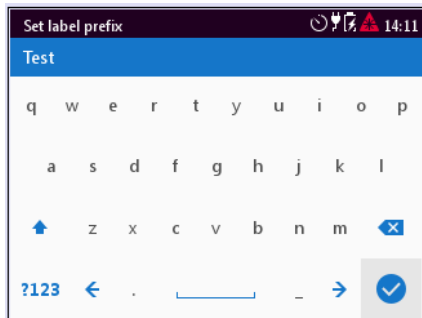 Set label prefix 14:11
Test
q w e r t y u i o p
a s d f g h j k l
z x c v b n m
?123 . _